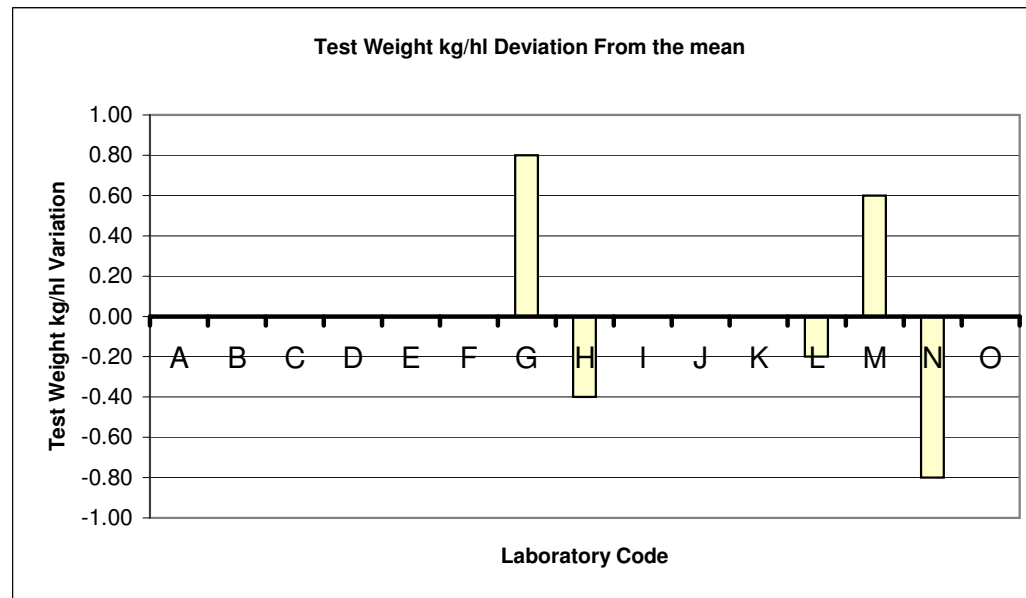 Test Weight kg/hl Deviation From the mean
Test Weight kg/hl Variation
1.00
0.80
0.60
0.40
0.20
0.00
-0.20
-0.40
-0.60
-0.80
-1.00
A B C D E F G H I J K L M N O
Laboratory Code